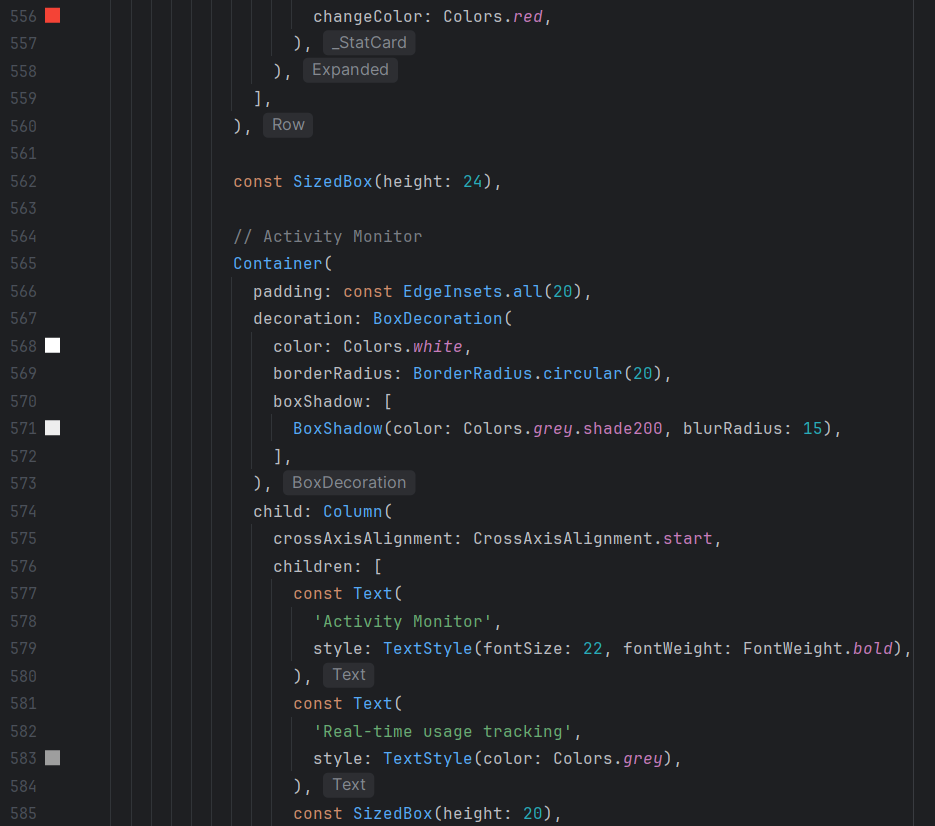 556 changeColor: Colors.red,
557 ), _StatCard
558 ), Expanded
559 ],
560 ), Row
561
562 const SizedBox(height: 24),
563
564 // Activity Monitor
565 Container(
566 padding: const EdgeInsets.all(20),
567 decoration: BoxDecoration(
568 color: Colors.white,
569 borderRadius: BorderRadius.circular(20),
570 boxShadow: [
571 BoxShadow(color: Colors.grey.shade200, blurRadius: 15),
572 ],
573 ), BoxDecoration
574 child: Column(
575 crossAxisAlignment: CrossAxisAlignment.start,
576 children: [
577 const Text(
578 'Activity Monitor',
579 style: TextStyle(fontSize: 22, fontWeight: FontWeight.bold),
580 ), Text
581 const Text(
582 'Real-time usage tracking',
583 style: TextStyle(color: Colors.grey),
584 ), Text
585 const SizedBox(height: 20),